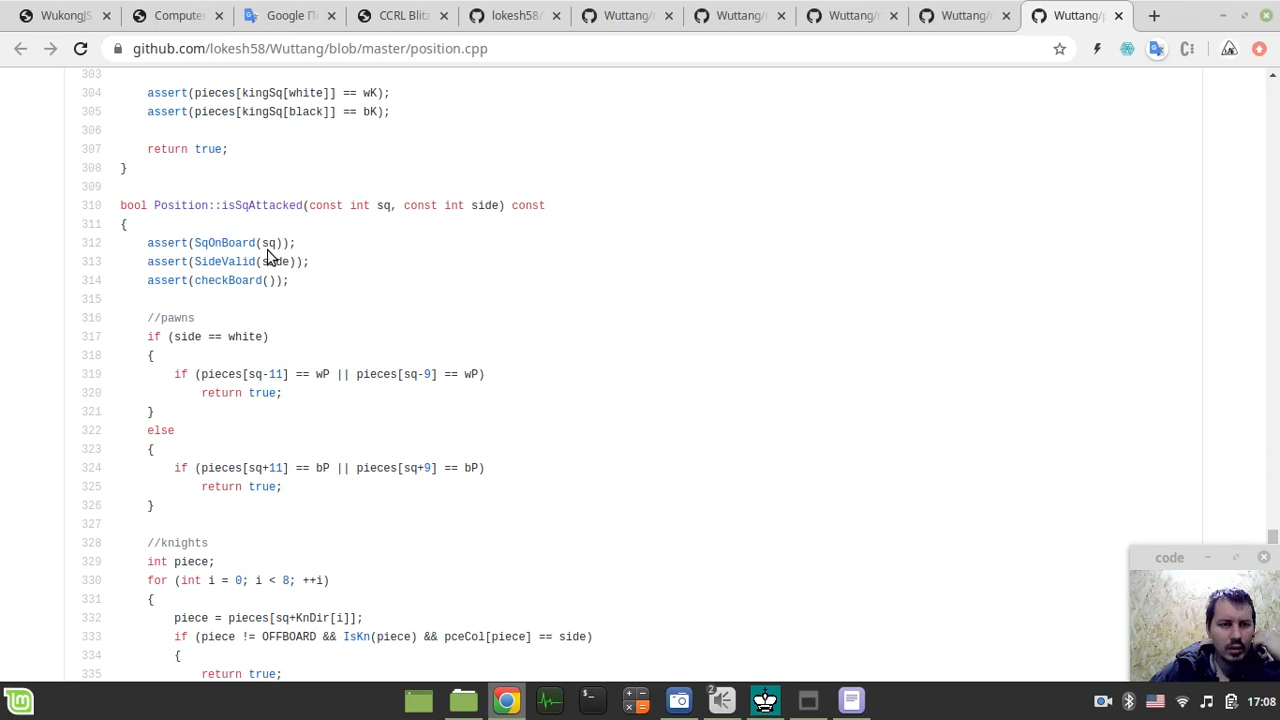 WukongJS
Computer
Google П
CCRL Blitz
lokesh58/
Wuttang/r
Wuttang/r
Wuttang/r
Wuttang/r
Wuttang/p
github.com/lokesh58/Wuttang/blob/master/position.cpp
303
304 assert(pieces[kingSq[white]] == wK);
305 assert(pieces[kingSq[black]] == bK);
306
307 return true;
308 }
309
310 bool Position::isSqAttacked(const int sq, const int side) const
311 {
312 assert(SqOnBoard(sq));
313 assert(SideValid(side));
314 assert(checkBoard());
315
316 //pawns
317 if (side == white)
318 {
319 if (pieces[sq-11] == wP || pieces[sq-9] == wP)
320 return true;
321 }
322 else
323 {
324 if (pieces[sq+11] == bP || pieces[sq+9] == bP)
325 return true;
326 }
327
328 //knights
329 int piece;
330 for (int i = 0; i < 8; ++i)
331 {
332 piece = pieces[sq+KnDir[i]];
333 if (piece != OFFBOARD && IsKn(piece) && pceCol[piece] == side)
334 {
335 return true;
code
2
17:08